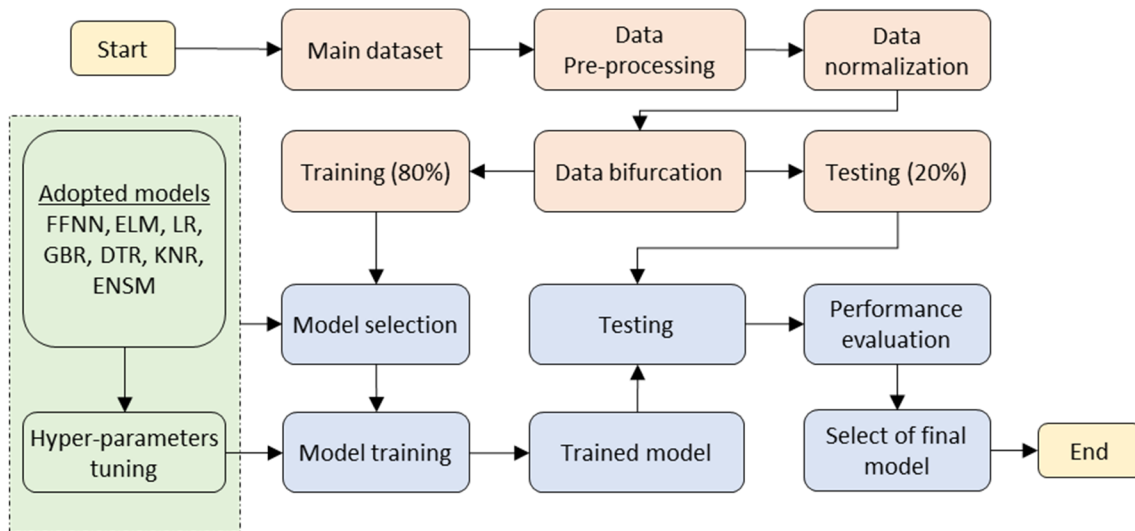 Start
Main dataset
Data
Pre-processing
Data
normalization
Training (80%)
Data bifurcation
Testing (20%)
Adopted models
FFNN, ELM, LR,
GBR, DTR, KNR,
ENSM
Model selection
Testing
Performance
evaluation
Hyper-parameters
tuning
Model training
Trained model
Select of final
model
End